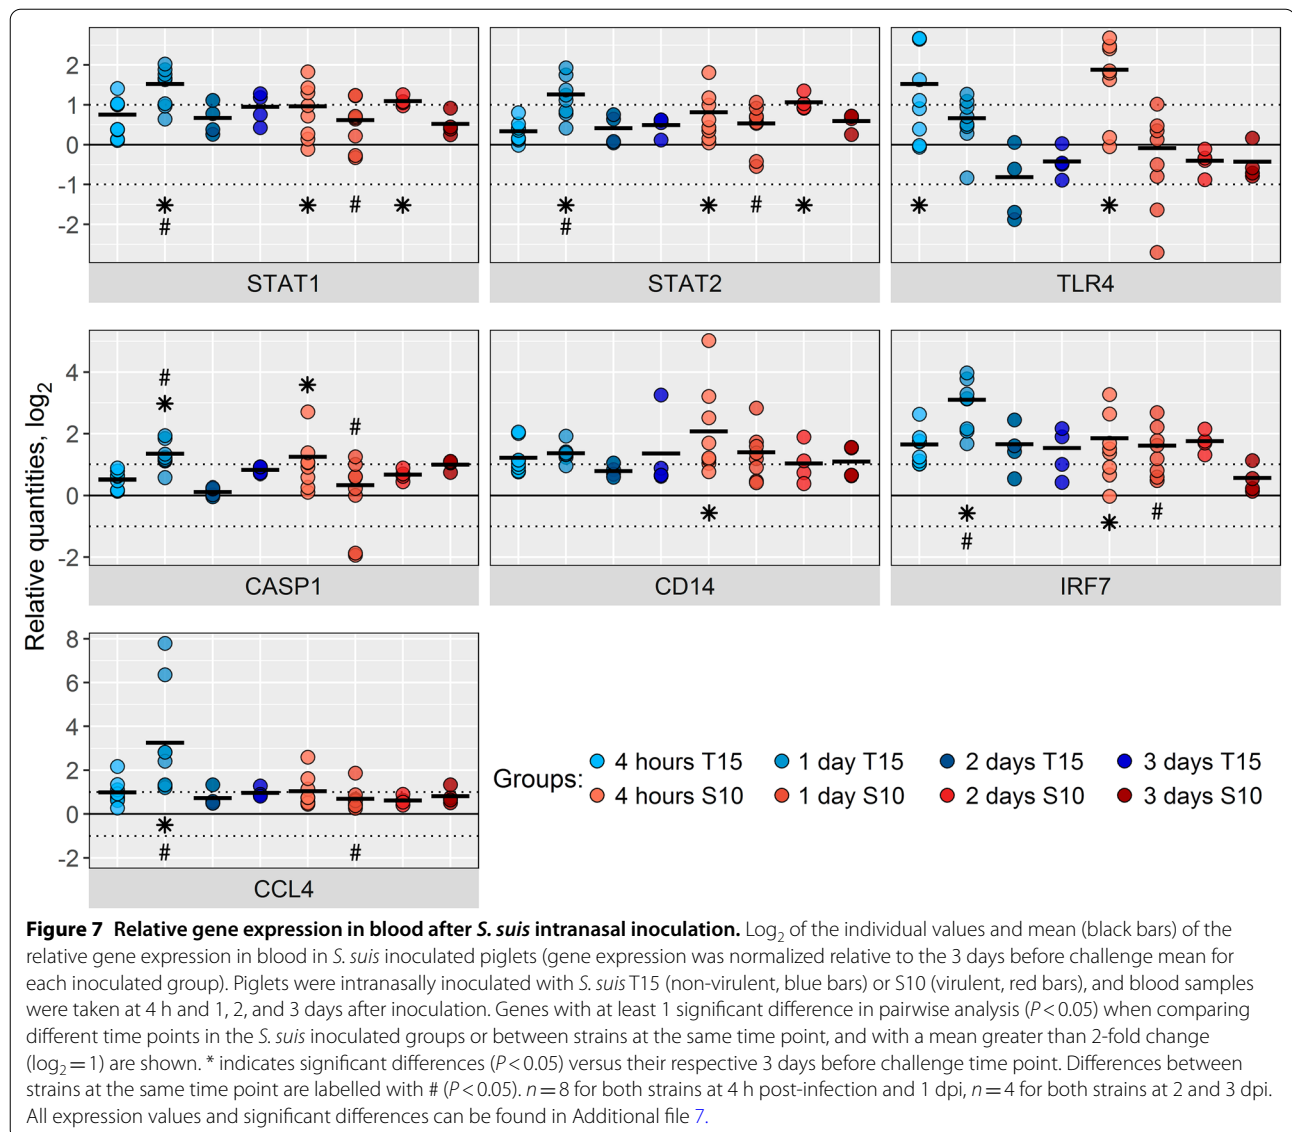 2
1
0
-1
-2
*
#
*
#
*
STAT1
*
#
*
#
*
STAT2
*
*
TLR4
Relative quantities, log2
4
2
0
-2
#
*
*
#
CASP1
*
CD14
*
#
*
#
IRF7
8
6
4
2
0
-2
*
#
#
CCL4
Groups:
4 hours T15
1 day T15
2 days T15
3 days T15
4 hours S10
1 day S10
2 days S10
3 days S10
Figure 7 Relative gene expression in blood after S. suis intranasal inoculation. Log2 of the individual values and mean (black bars) of the
relative gene expression in blood in S. suis inoculated piglets (gene expression was normalized relative to the 3 days before challenge mean for
each inoculated group). Piglets were intranasally inoculated with S. suis T15 (non-virulent, blue bars) or S10 (virulent, red bars), and blood samples
were taken at 4 h and 1, 2, and 3 days after inoculation. Genes with at least 1 significant difference in pairwise analysis (P < 0.05) when comparing
different time points in the S. suis inoculated groups or between strains at the same time point, and with a mean greater than 2-fold change
(log2 = 1) are shown. * indicates significant differences (P < 0.05) versus their respective 3 days before challenge time point. Differences between
strains at the same time point are labelled with # (P < 0.05). n = 8 for both strains at 4 h post-infection and 1 dpi, n = 4 for both strains at 2 and 3 dpi.
All expression values and significant differences can be found in Additional file 7.